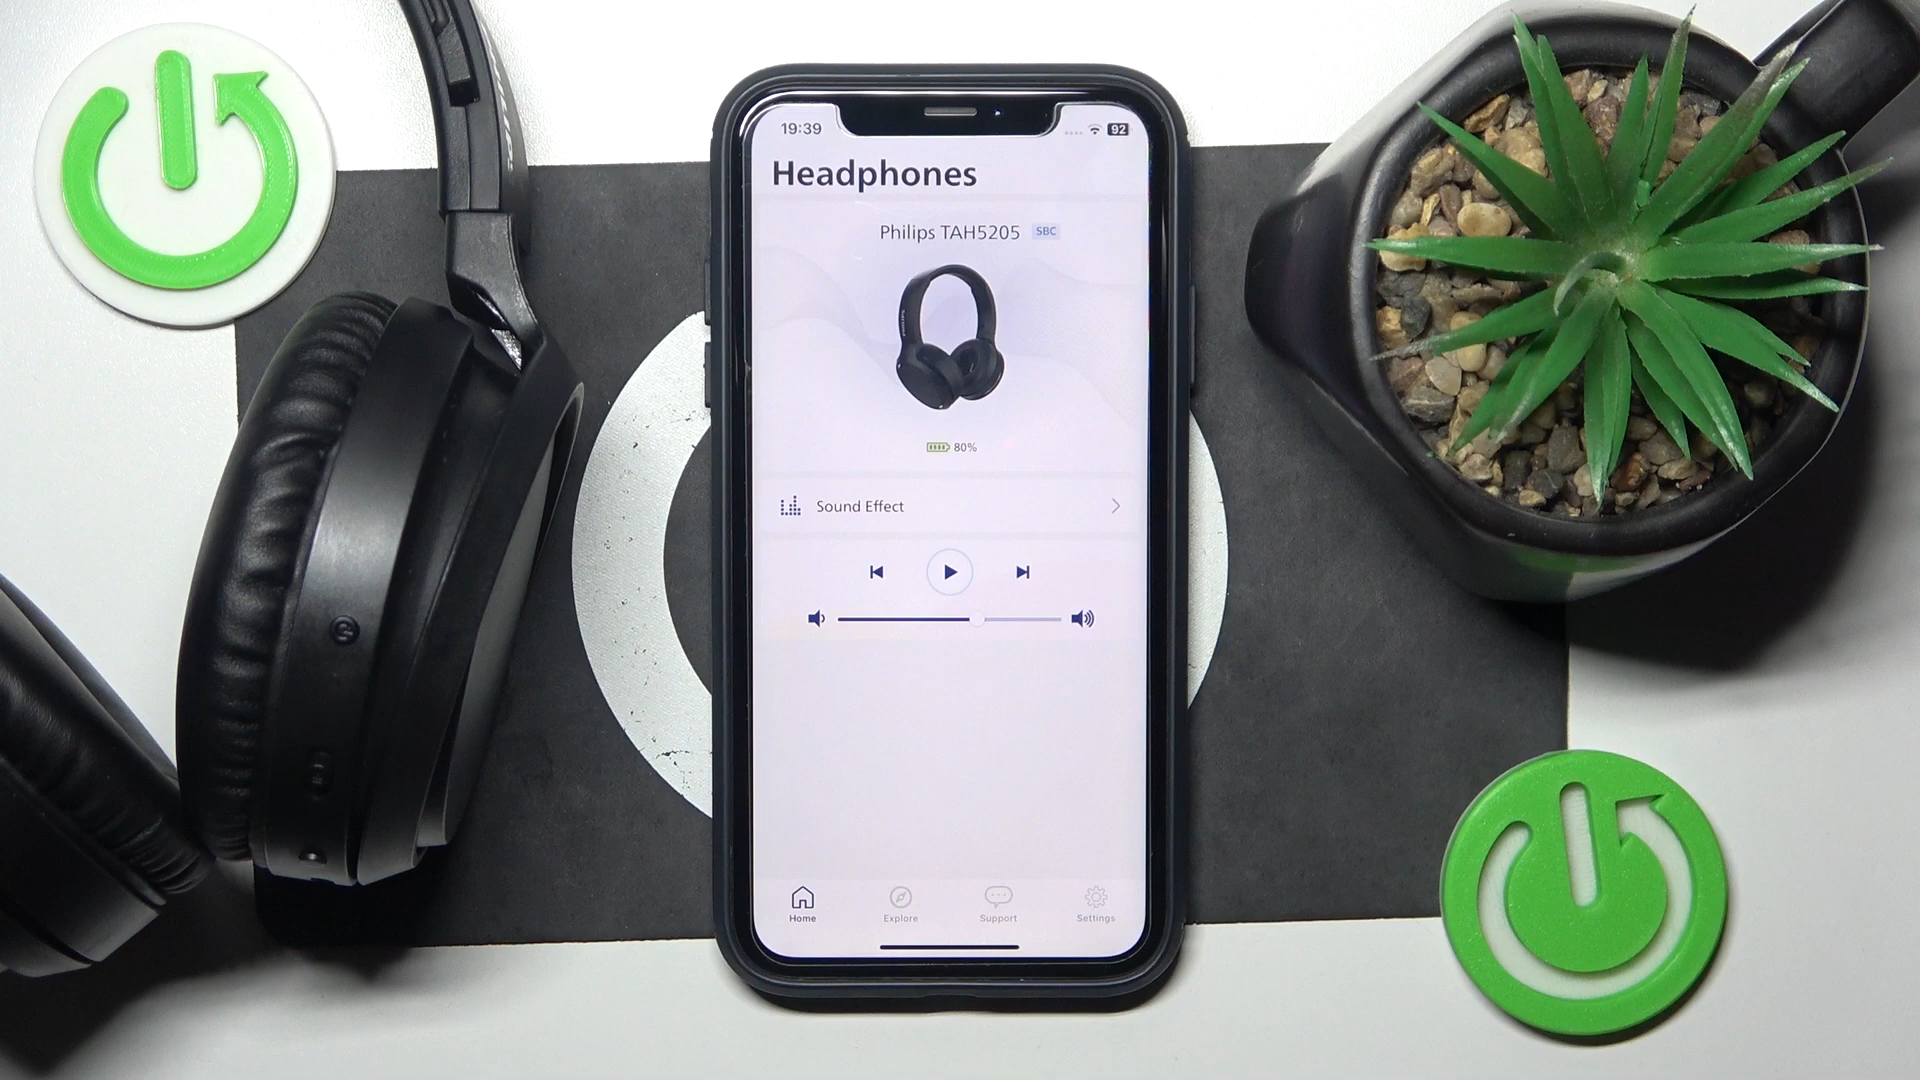 19:39
92
Headphones
Philips TAH5205 SBC
80%
Sound Effect
Home
Explore
Support
Settings